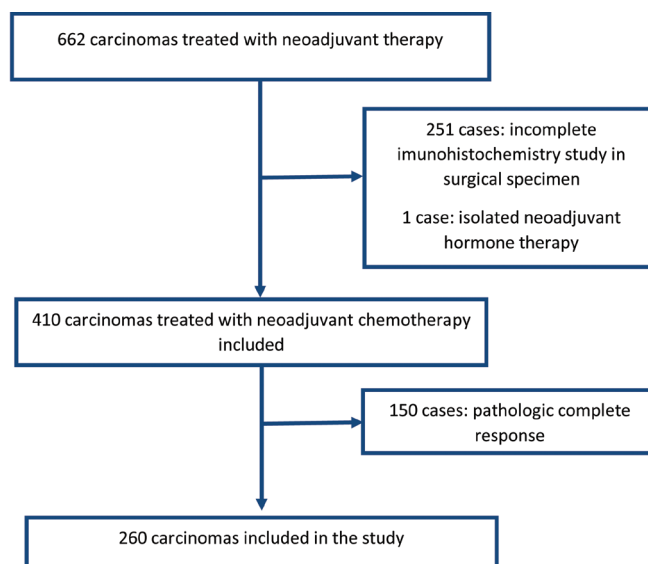 662 carcinomas treated with neoadjuvant therapy
251 cases: incomplete
imunohistochemistry study in
surgical specimen
1 case: isolated neoadjuvant
hormone therapy
410 carcinomas treated with neoadjuvant chemotherapy
included
150 cases: pathologic complete
response
260 carcinomas included in the study